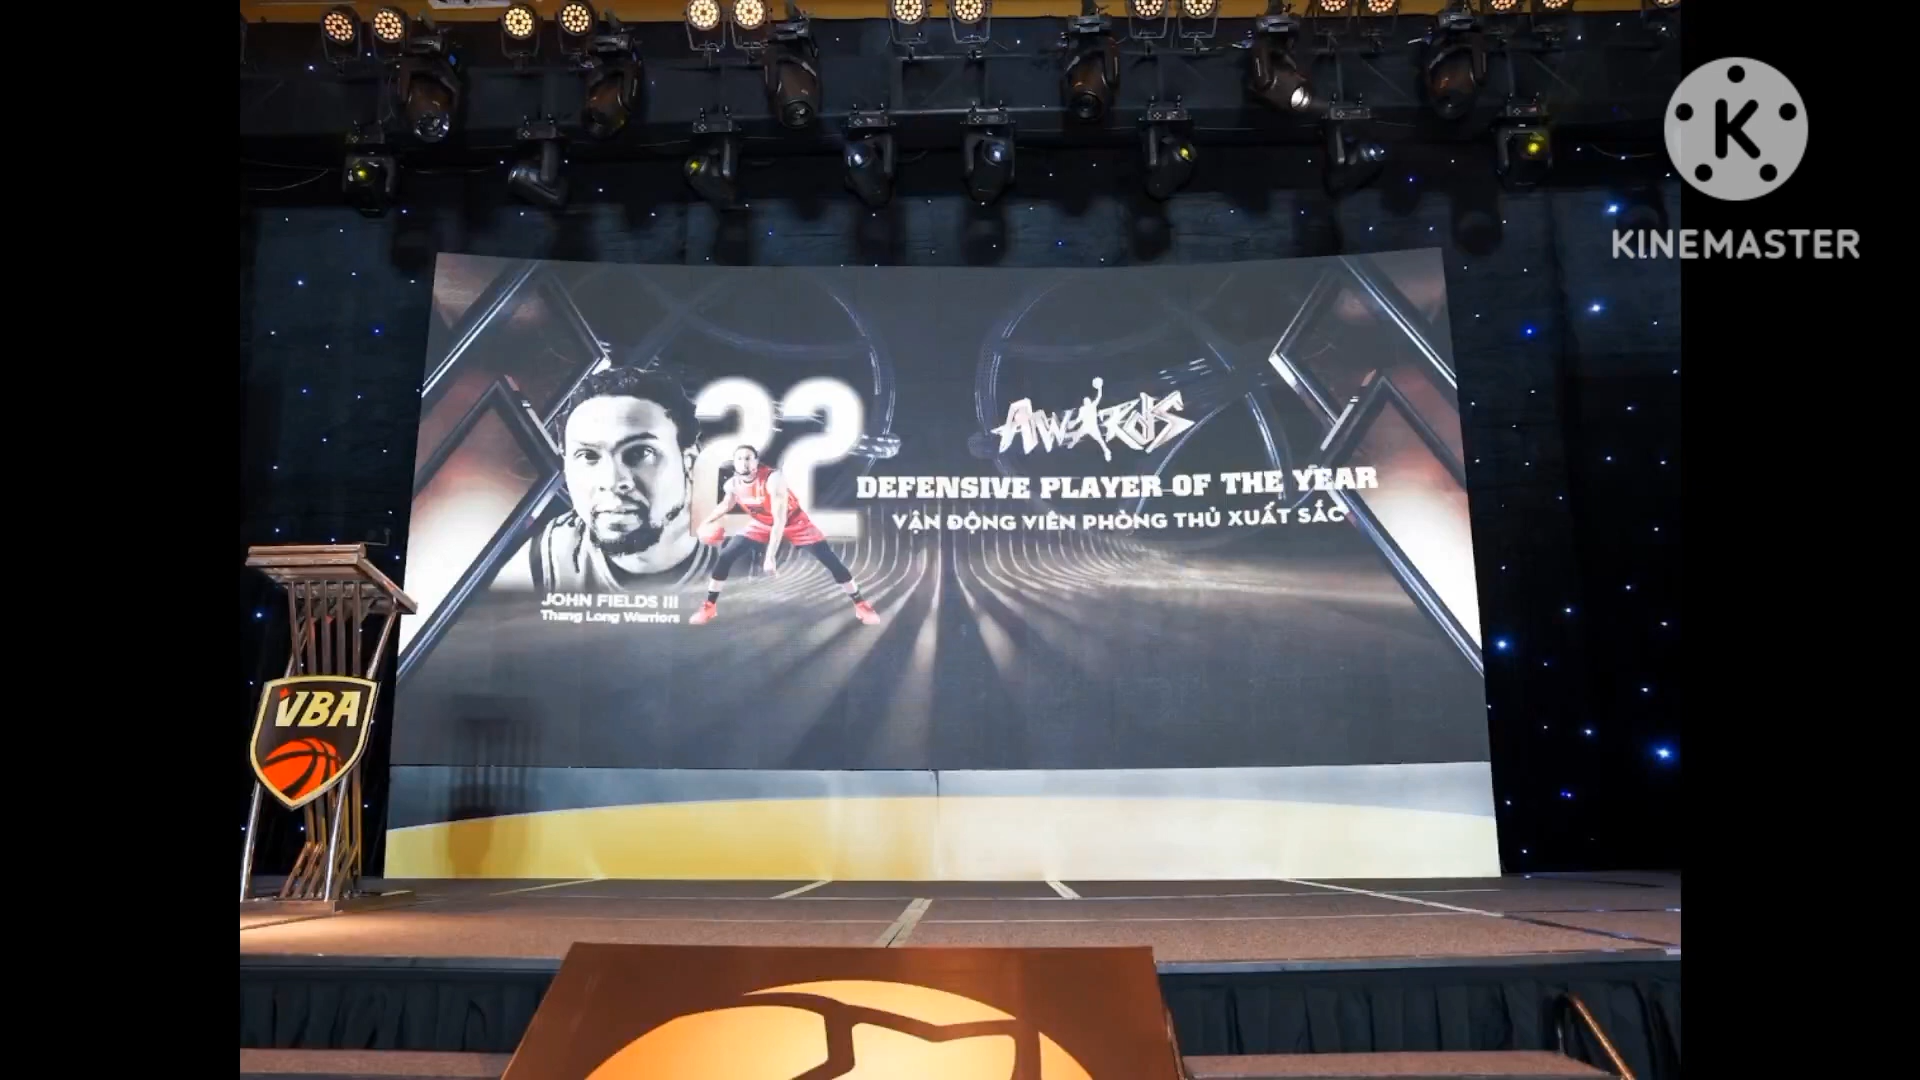 K
KINEMASTER
22
AWARDS
DEFENSIVE PLAYER OF THE YEAR
VẬN ĐỘNG VIÊN PHÒNG THỦ XUẤT SẮC
JOHN FIELDS III
Thang Long Warriors
VBA